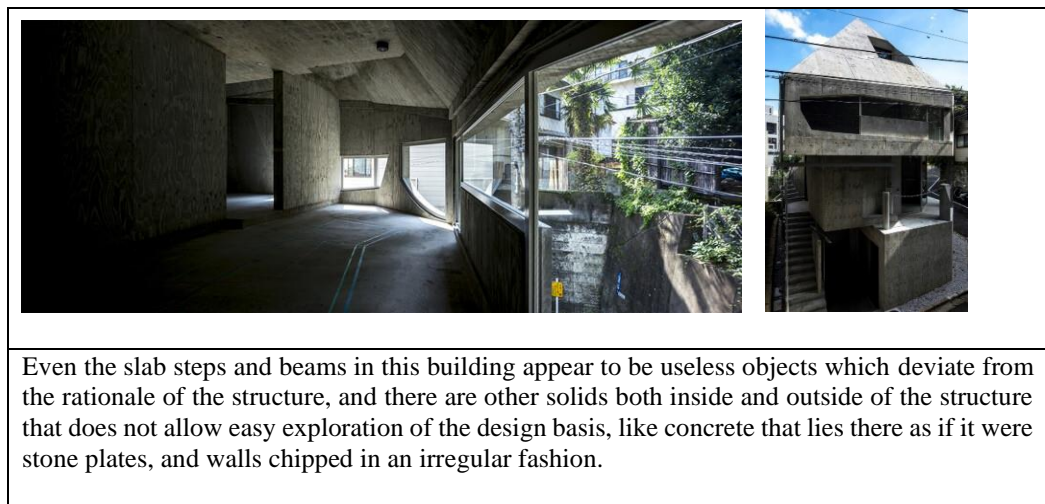 Even the slab steps and beams in this building appear to be useless objects which deviate from
the rationale of the structure, and there are other solids both inside and outside of the structure
that does not allow easy exploration of the design basis, like concrete that lies there as if it were
stone plates, and walls chipped in an irregular fashion.